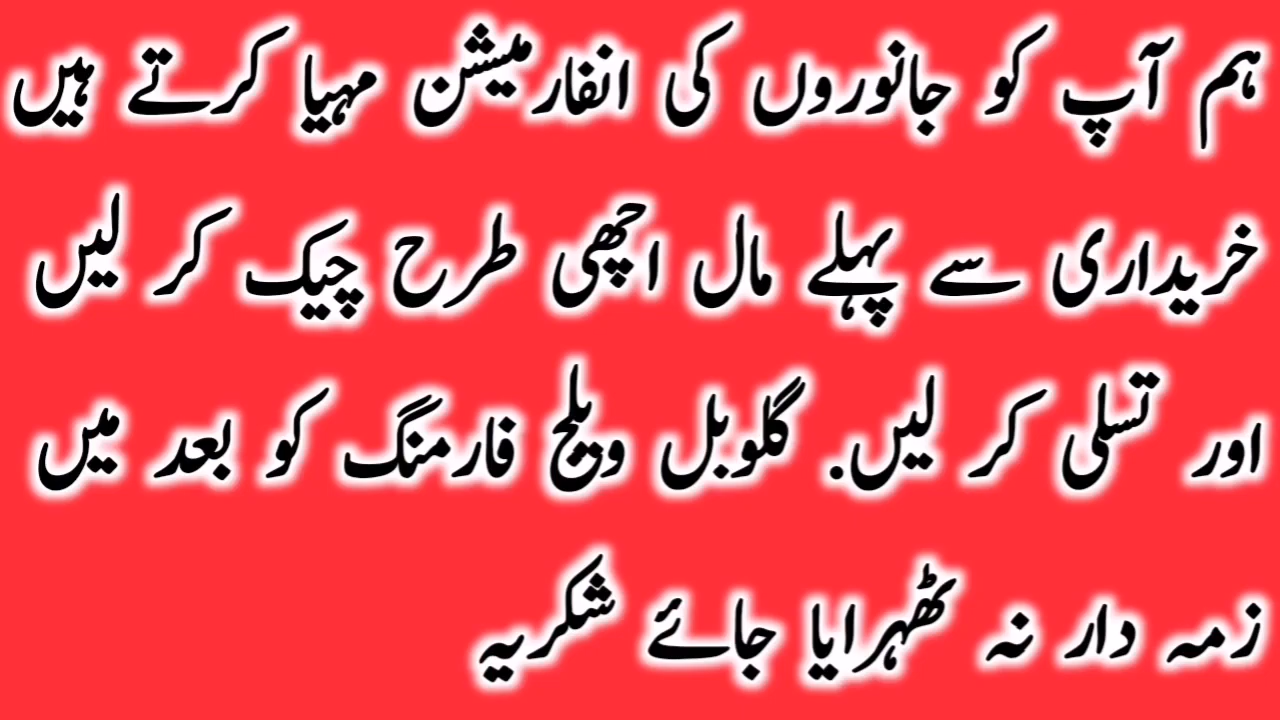 ہم آپ کو جانوروں کی انفارمیشن مہیا کرتے ہیں
خریداری سے پہلے مال اچھی طرح چیک کر لیں
اور تسلی کر لیں. گلوبل ویلج فارمنگ کو بعد میں
زمہ دار نہ ٹھہرایا جائے شکریہ